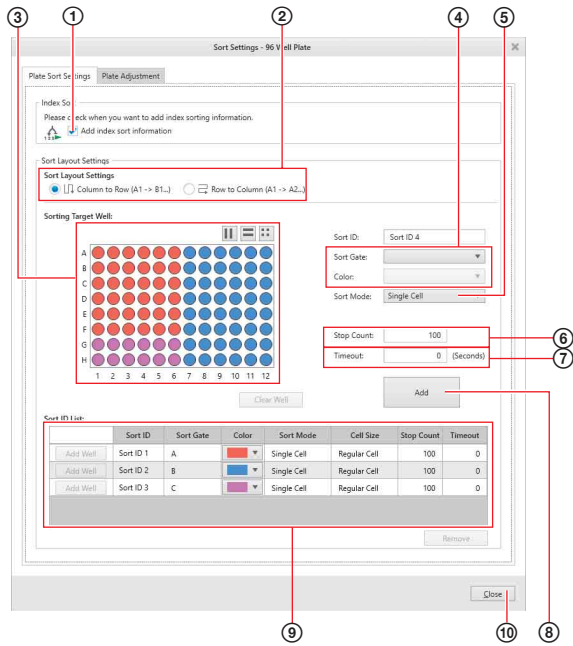 ③ ① ② ④ ⑤
Sort Settings - 96 Well Plate
Plate Sort Settings Plate Adjustment
Index Sort
Please check when you want to add index sorting information.
123 Add index sort information
Sort Layout Settings
Sort Layout Settings
Column to Row (A1 -> B1...) Row to Column (A1 -> A2...)
Sorting Target Well:
Sort ID: Sort ID 4
Sort Gate:
Color:
Sort Mode: Single Cell
A
B
C
D
E
F
G
H
1 2 3 4 5 6 7 8 9 10 11 12
Stop Count: 100 ⑥
Timeout: 0 (Seconds) ⑦
Clear Well
Add
Sort ID List:
Sort ID Sort Gate Color Sort Mode Cell Size Stop Count Timeout
Add Well Sort ID 1 A Single Cell Regular Cell 100 0
Add Well Sort ID 2 B Single Cell Regular Cell 100 0
Add Well Sort ID 3 C Single Cell Regular Cell 100 0
Remove
Close
⑨ ⑩ ⑧